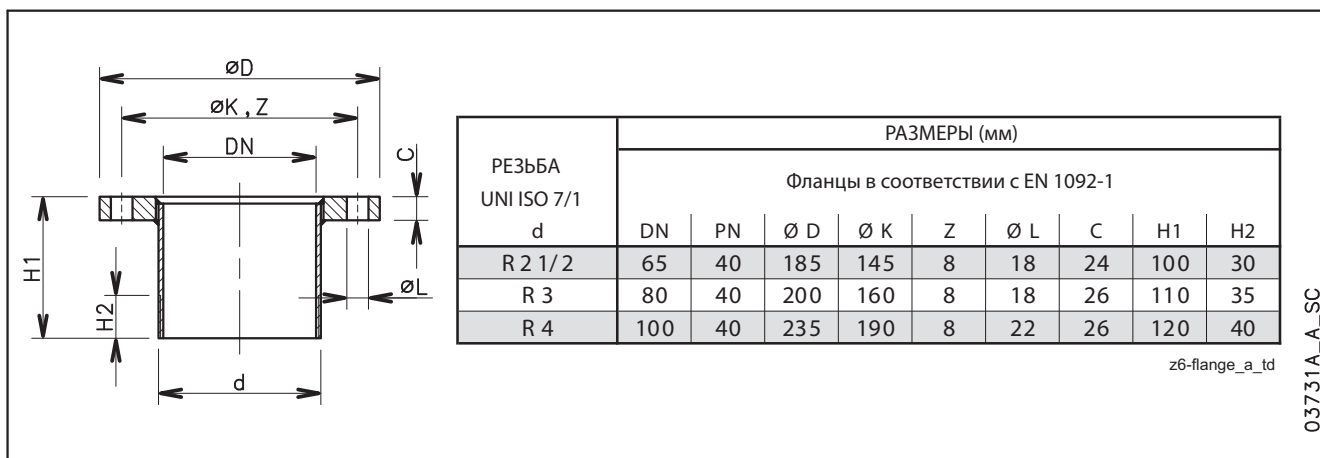 øD
øK , Z
DN
C
H1
H2
øL
d
РЕЗЬБА
UNI ISO 7/1
d
РАЗМЕРЫ (мм)
Фланцы в соответствии с EN 1092-1
DN PN Ø D Ø K Z Ø L C H1 H2
R 2 1/2 65 40 185 145 8 18 24 100 30
R 3 80 40 200 160 8 18 26 110 35
R 4 100 40 235 190 8 22 26 120 40
z6-flange_a_td
03731A_A_SC